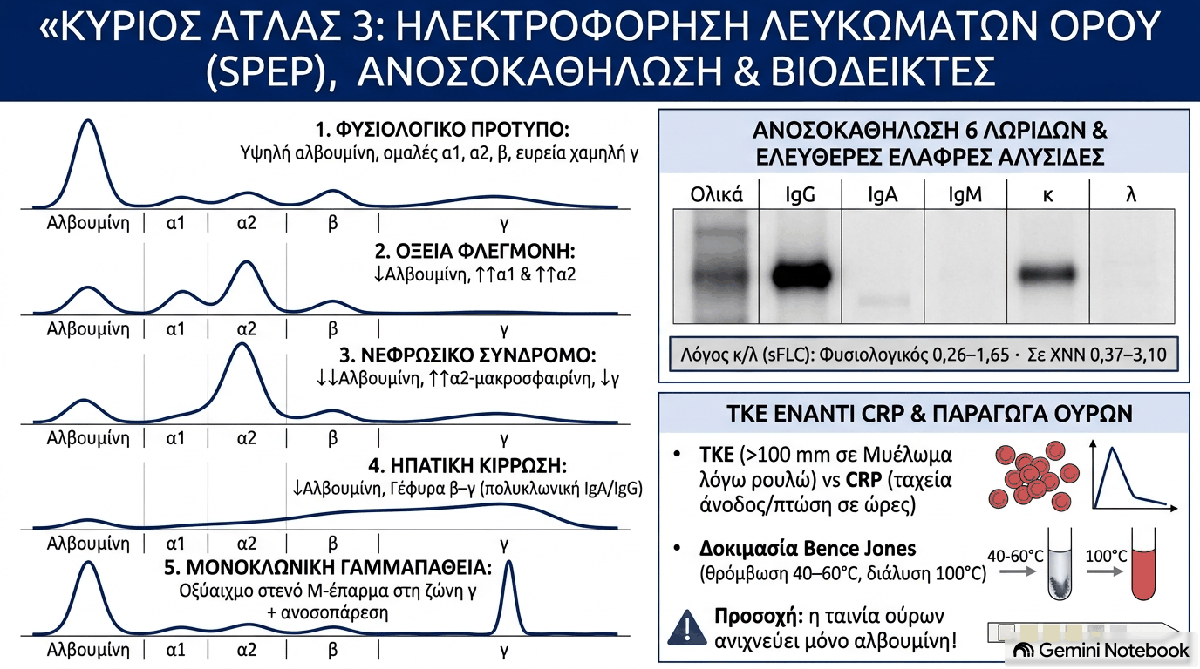 «ΚΥΡΙΟΣ ΑΤΛΑΣ 3: ΗΛΕΚΤΡΟΦΟΡΗΣΗ ΛΕΥΚΩΜΑΤΩΝ ΟΡΟΥ
(SPEP), ΑΝΟΣΟΚΑΘΗΛΩΣΗ & ΒΙΟΔΕΙΚΤΕΣ
1. ΦΥΣΙΟΛΟΓΙΚΟ ΠΡΟΤΥΠΟ:
Υψηλή αλβουμίνη, ομαλές α1, α2, β, ευρεία χαμηλή γ
Αλβουμίνη α1 α2 β γ
2. ΟΞΕΙΑ ΦΛΕΓΜΟΝΗ:
↓Αλβουμίνη, ↑↑α1 & ↑↑α2
Αλβουμίνη α1 α2 β γ
3. ΝΕΦΡΩΣΙΚΟ ΣΥΝΔΡΟΜΟ:
↓↓Αλβουμίνη, ↑↑α2-μακροσφαιρίνη, ↓γ
Αλβουμίνη α1 α2 β γ
4. ΗΠΑΤΙΚΗ ΚΙΡΡΩΣΗ:
↓Αλβουμίνη, Γέφυρα β–γ (πολυκλωνική IgA/IgG)
Αλβουμίνη α1 α2 β γ
5. ΜΟΝΟΚΛΩΝΙΚΗ ΓΑΜΜΑΠΑΘΕΙΑ:
Οξύαιχμο στενό Μ-έπαρμα στη ζώνη γ
+ ανοσοπάρεση
Αλβουμίνη α1 α2 β γ
ΑΝΟΣΟΚΑΘΗΛΩΣΗ 6 ΛΩΡΙΔΩΝ &
ΕΛΕΥΘΕΡΕΣ ΕΛΑΦΡΕΣ ΑΛΥΣΙΔΕΣ
Ολικά IgG IgA IgM κ λ
Λόγος κ/λ (sFLC): Φυσιολογικός 0,26–1,65 · Σε ΧΝΝ 0,37–3,10
ΤΚΕ ΕΝΑΝΤΙ CRP & ΠΑΡΑΓΩΓΑ ΟΥΡΩΝ
• ΤΚΕ (>100 mm σε Μυέλωμα
λόγω ρουλώ) vs CRP (ταχεία
άνοδος/πτώση σε ώρες)
• Δοκιμασία Bence Jones
(θρόμβωση 40–60°C, διάλυση 100°C)
40-60°C 100°C
Προσοχή: η ταινία ούρων
ανιχνεύει μόνο αλβουμίνη!
Gemini Notebook